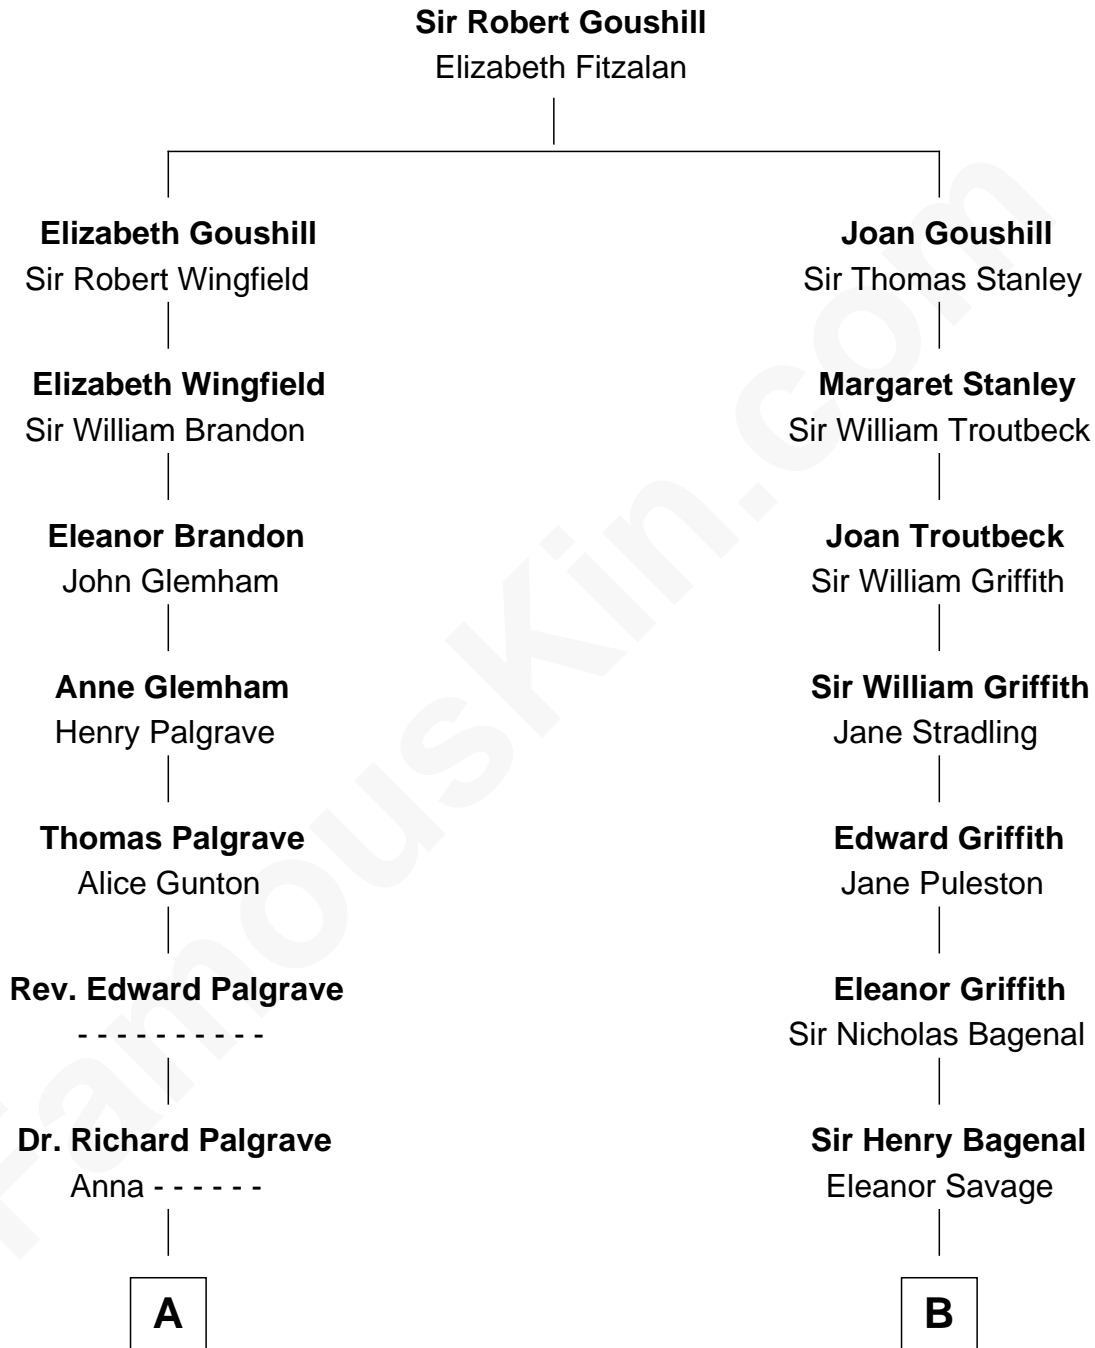 Sir Robert Goushill
Elizabeth Fitzalan
Elizabeth Goushill
Sir Robert Wingfield
Joan Goushill
Sir Thomas Stanley
Elizabeth Wingfield
Sir William Brandon
Margaret Stanley
Sir William Troutbeck
Eleanor Brandon
John Glemham
Joan Troutbeck
Sir William Griffith
Anne Glemham
Henry Palgrave
Sir William Griffith
Jane Stradling
Thomas Palgrave
Alice Gunton
Edward Griffith
Jane Puleston
Rev. Edward Palgrave
- - - - - - - - - -
Eleanor Griffith
Sir Nicholas Bagenal
Dr. Richard Palgrave
Anna - - - - - -
Sir Henry Bagenal
Eleanor Savage
A
B
FamousKin.com